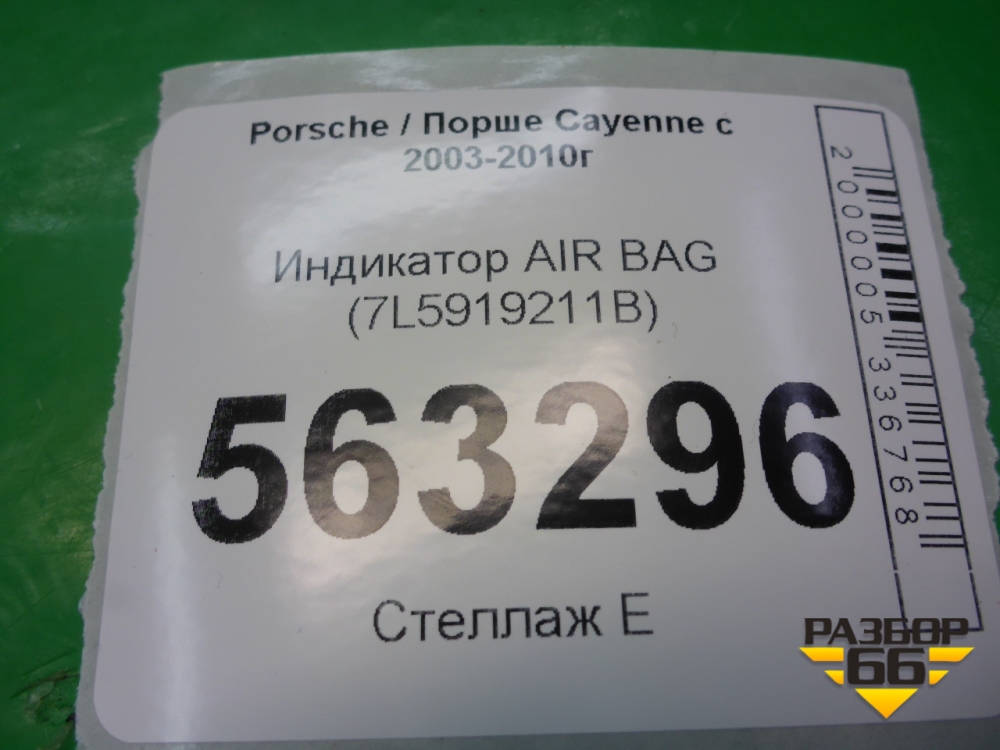 Porsche / Порше Cayenne с
2003-2010г
Индикатор AIR BAG
(7L5919211B)
563296
Стеллаж Е
2000005336768
РАЗБОР
66